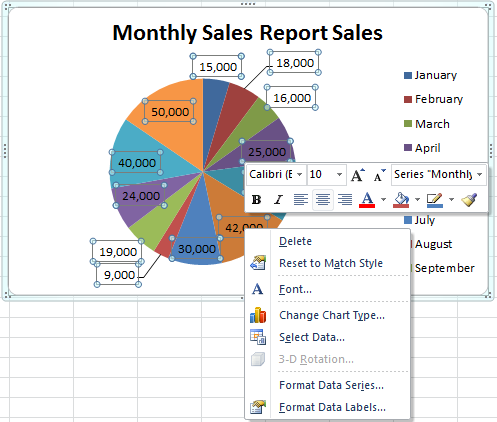 Monthly Sales Report Sales
15,000
18,000
16,000
50,000
25,000
40,000
24,000
42,000
30,000
19,000
9,000
January
February
March
April
Calibri (E 10 A A Series "Monthly
B I A
July
August
September
Delete
Reset to Match Style
A Font...
Change Chart Type...
Select Data...
3-D Rotation...
Format Data Series...
Format Data Labels...